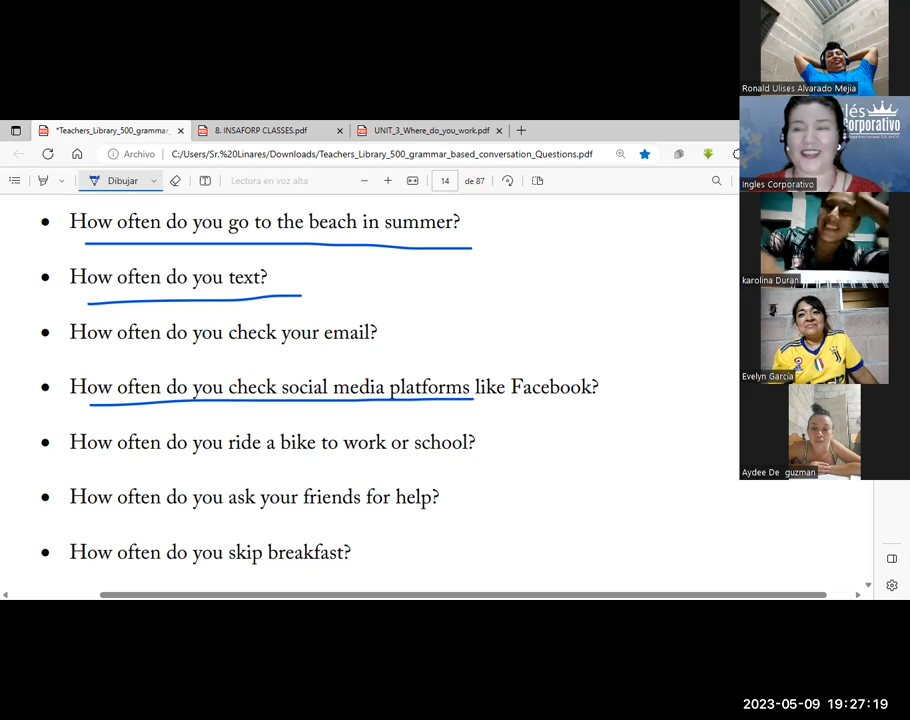 *Teachers_Library_500_grammar_
8. INSAFORP CLASSES.pdf
UNIT_3_Where_do_you_work.pdf
Archivo
C:/Users/Sr.%20Linares/Downloads/Teachers_Library_500_grammar_based_conversation_Questions.pdf
Dibujar
Lectura en voz alta
14
de 87
• How often do you go to the beach in summer?
• How often do you text?
• How often do you check your email?
• How often do you check social media platforms like Facebook?
• How often do you ride a bike to work or school?
• How often do you ask your friends for help?
• How often do you skip breakfast?
Ronald Ulises Alvarado Mejia
lés
Corporativo
Ingles Corporativo
karolina Duran
Evelyn García
Aydee De guzman
2023-05-09 19:27:19